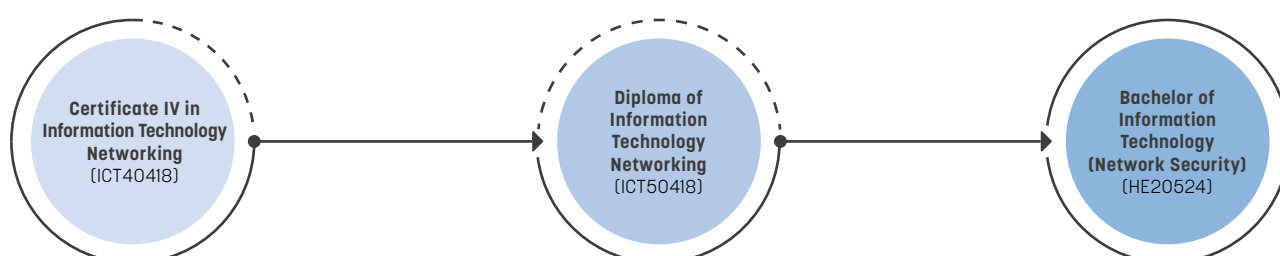 Certificate IV in
Information Technology
Networking
(ICT40418)
Diploma of
Information
Technology
Networking
(ICT50418)
Bachelor of
Information
Technology
(Network Security)
(HE20524)